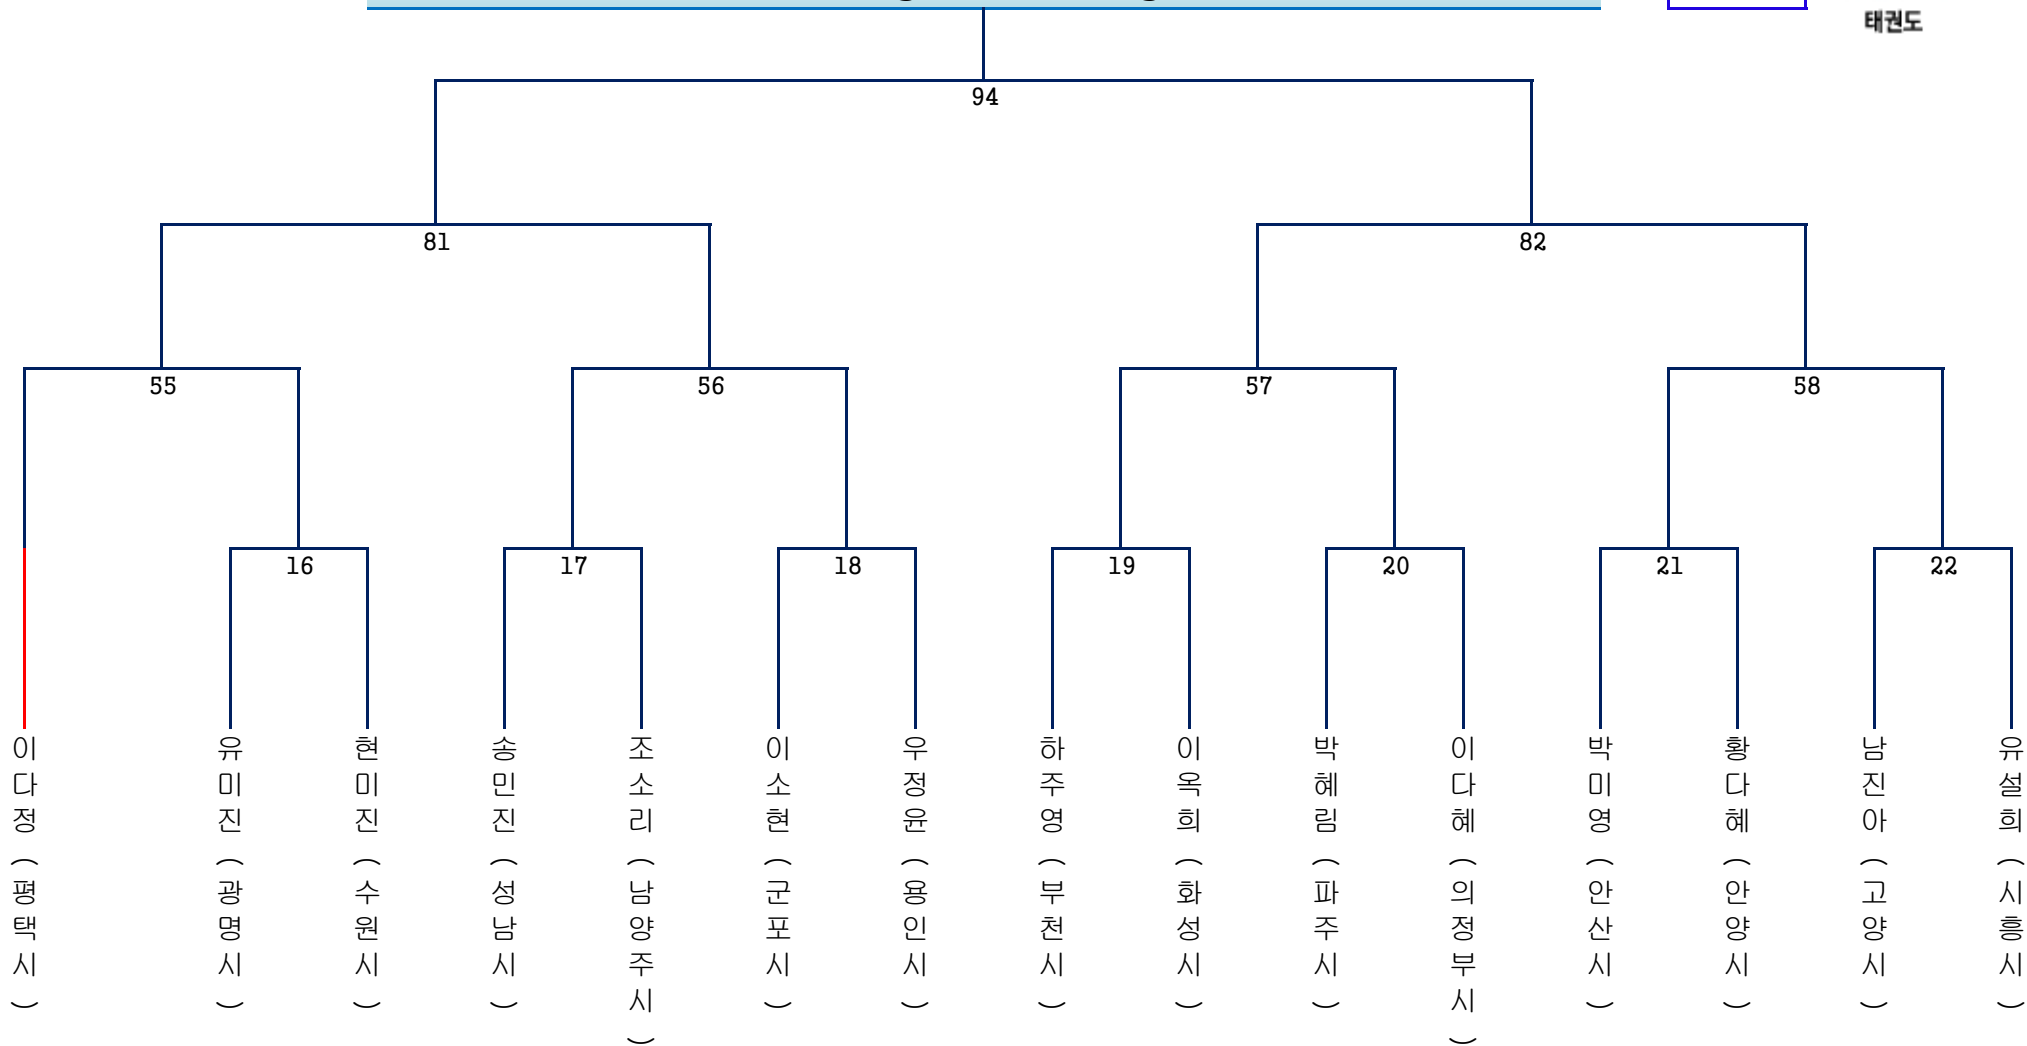 태권도
94
81
82
55
56
57
58
16
17
18
19
20
21
22
이다정(평택시)
유미진(광명시)
현미진(수원시)
송민진(성남시)
조소리(남양주시)
이소현(군포시)
우정윤(용인시)
하주영(부천시)
이옥희(화성시)
박혜림(파주시)
이다혜(의정부시)
박미영(안산시)
황다혜(안양시)
남진아(고양시)
유설희(시흥시)